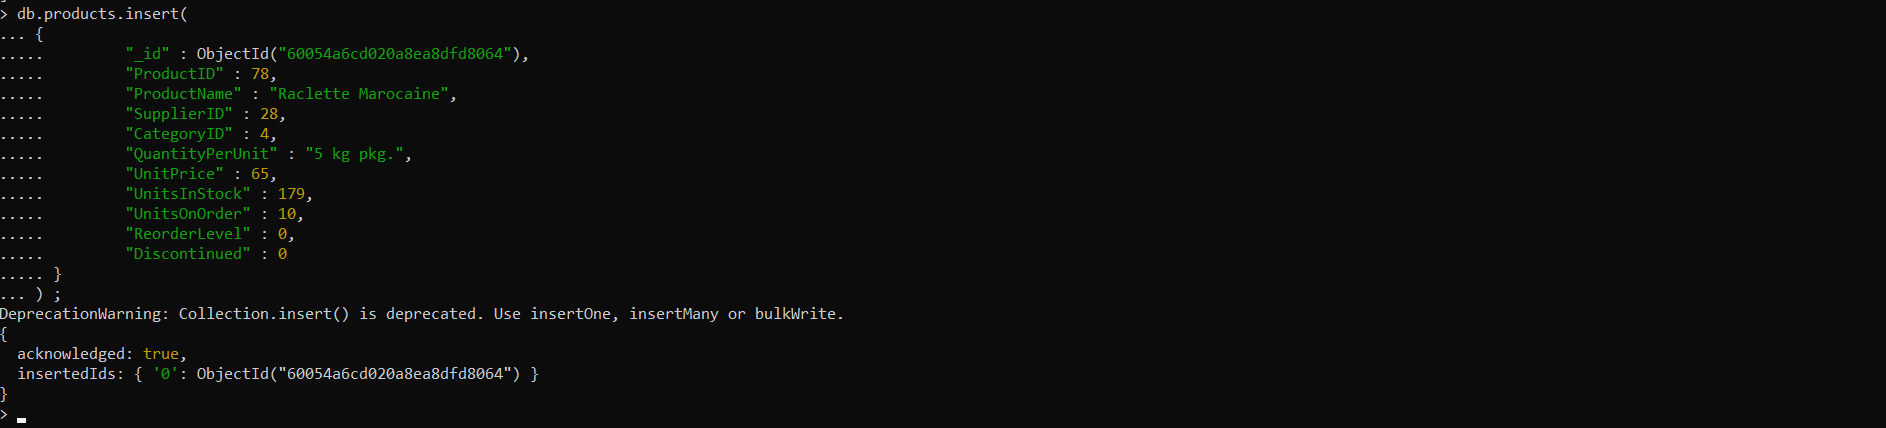 > db.products.insert(
... {
..... "_id" : ObjectId("60054a6cd020a8ea8dfd8064"),
..... "ProductID" : 78,
..... "ProductName" : "Raclette Marocaine",
..... "SupplierID" : 28,
..... "CategoryID" : 4,
..... "QuantityPerUnit" : "5 kg pkg.",
..... "UnitPrice" : 65,
..... "UnitsInStock" : 179,
..... "UnitsOnOrder" : 10,
..... "ReorderLevel" : 0,
..... "Discontinued" : 0
..... }
... ) ;
DeprecationWarning: Collection.insert() is deprecated. Use insertOne, insertMany or bulkWrite.
{
  acknowledged: true,
  insertedIds: { '0': ObjectId("60054a6cd020a8ea8dfd8064") }
}
>